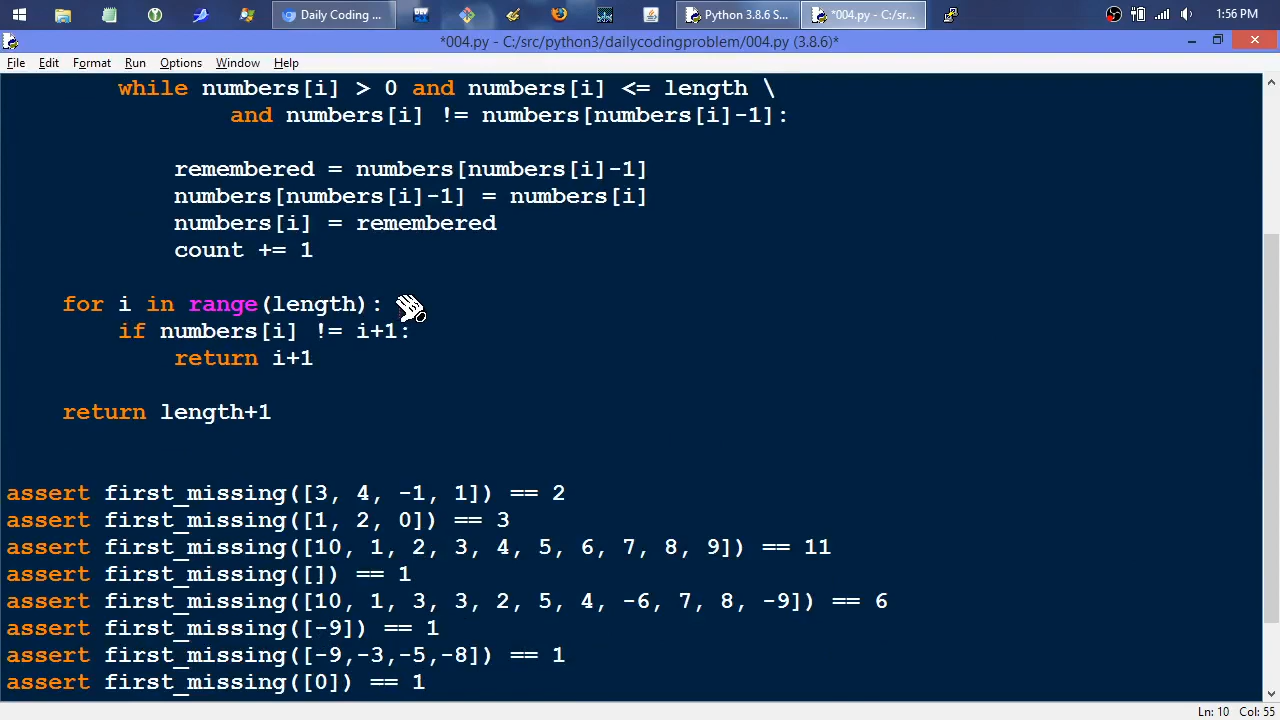 Daily Coding ...
Python 3.8.6 S...
*004.py - C:/sr...
1:56 PM
*004.py - C:/src/python3/dailycodingproblem/004.py (3.8.6)*
File Edit Format Run Options Window Help
while numbers[i] > 0 and numbers[i] <= length \
and numbers[i] != numbers[numbers[i]-1]:
remembered = numbers[numbers[i]-1]
numbers[numbers[i]-1] = numbers[i]
numbers[i] = remembered
count += 1
for i in range(length):
if numbers[i] != i+1:
return i+1
return length+1
assert first_missing([3, 4, -1, 1]) == 2
assert first_missing([1, 2, 0]) == 3
assert first_missing([10, 1, 2, 3, 4, 5, 6, 7, 8, 9]) == 11
assert first_missing([]) == 1
assert first_missing([10, 1, 3, 3, 2, 5, 4, -6, 7, 8, -9]) == 6
assert first_missing([-9]) == 1
assert first_missing([-9,-3,-5,-8]) == 1
assert first_missing([0]) == 1
Ln: 10 Col: 55